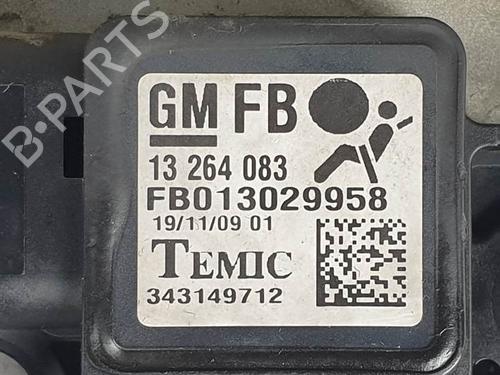 GM FB
13 264 083
FB013029958
19/11/09 01
TEMIC
343149712
B-PARTS